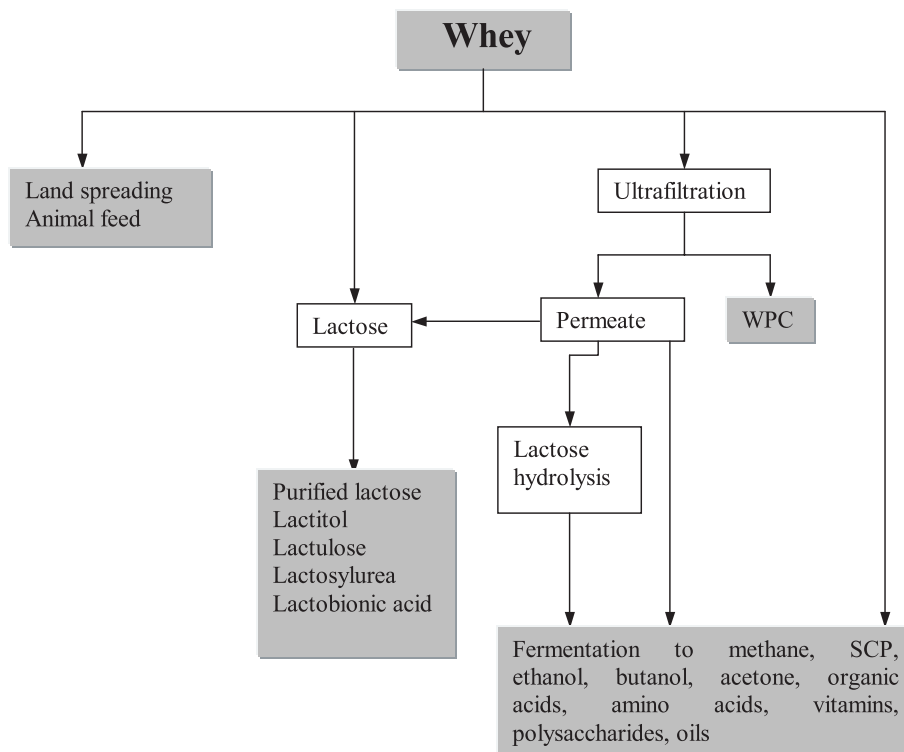 Whey
Land spreading
Animal feed
Ultrafiltration
Lactose
Permeate
WPC
Lactose
hydrolysis
Purified lactose
Lactitol
Lactulose
Lactosylurea
Lactobionic acid
Fermentation to methane, SCP,
ethanol, butanol, acetone, organic
acids, amino acids, vitamins,
polysaccharides, oils